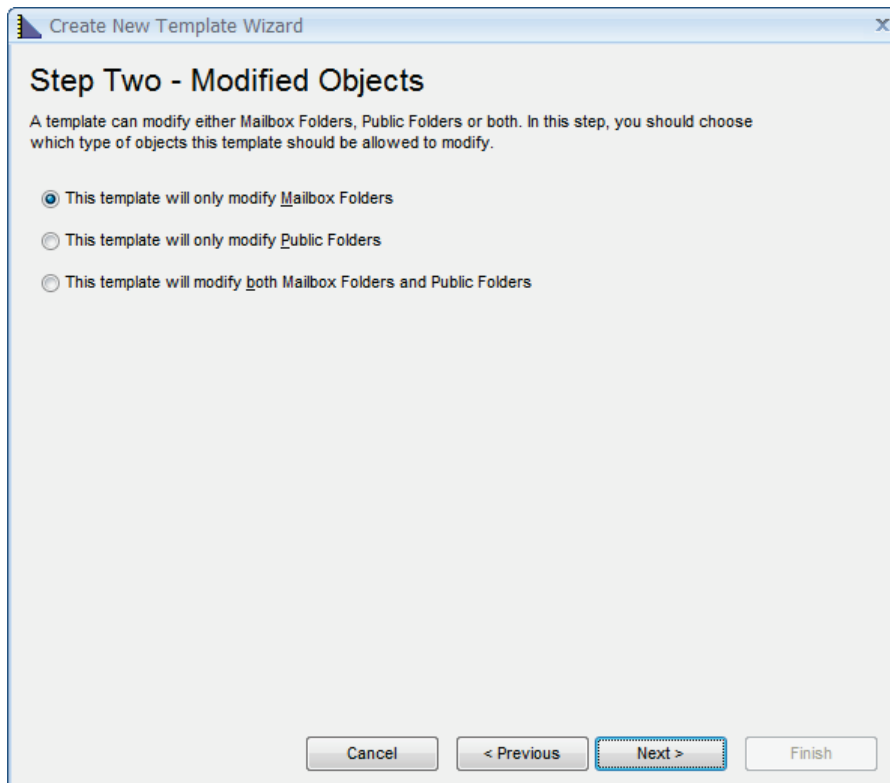 Create New Template Wizard
Step Two - Modified Objects
A template can modify either Mailbox Folders, Public Folders or both. In this step, you should choose
which type of objects this template should be allowed to modify.
This template will only modify Mailbox Folders
This template will only modify Public Folders
This template will modify both Mailbox Folders and Public Folders
Cancel
< Previous
Next >
Finish